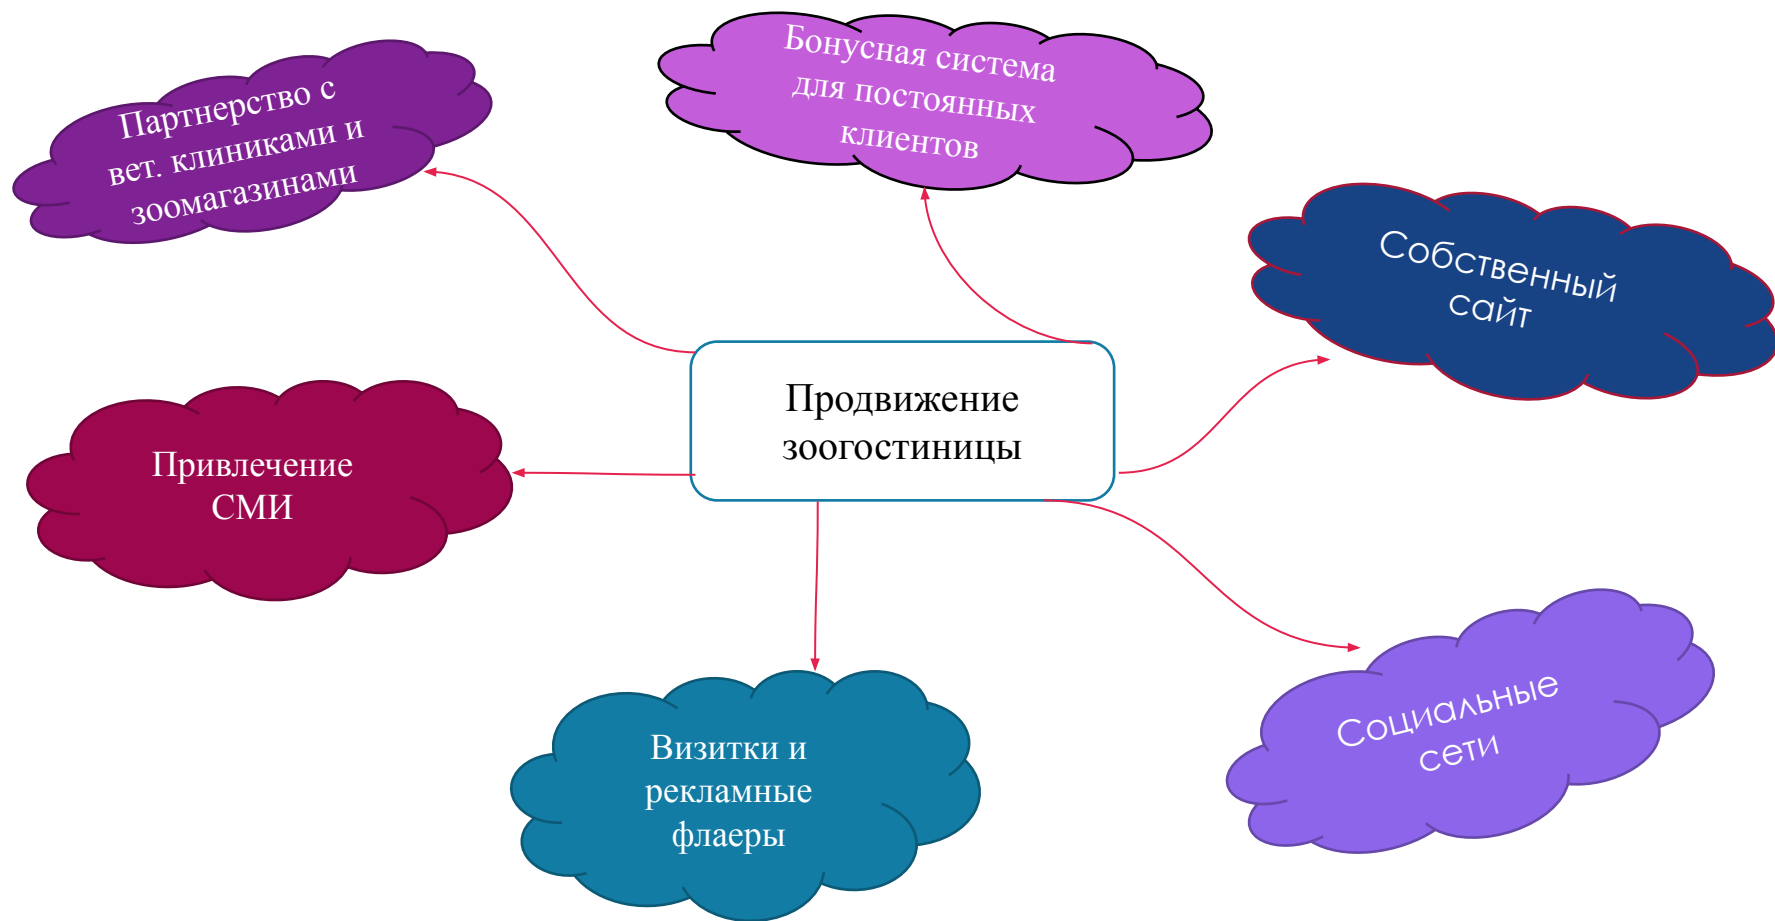 Партнерство с
вет. клиниками и
зоомагазинами
Бонусная система
для постоянных
клиентов
Собственный
сайт
Продвижение
зоогостиницы
Привлечение
СМИ
Визитки и
рекламные
флаеры
Социальные
сети